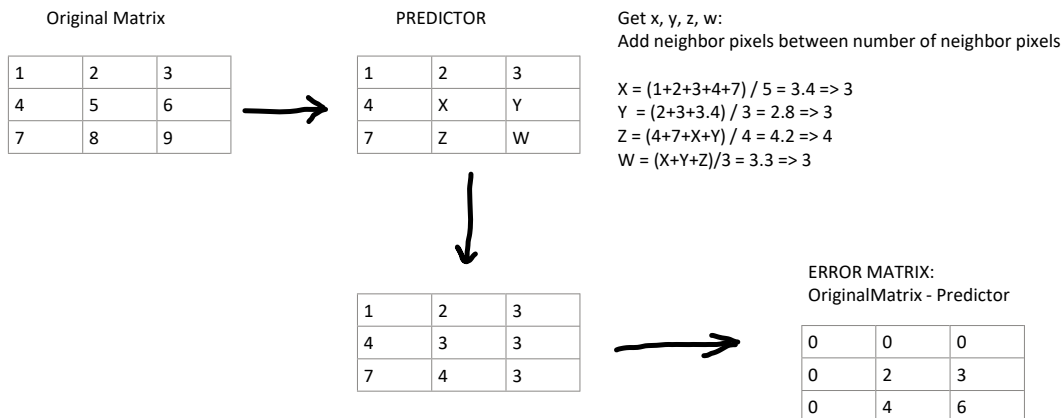 Original Matrix
1 2 3
4 5 6
7 8 9
PREDICTOR
1 2 3
4 X Y
7 Z W
Get x, y, z, w:
Add neighbor pixels between number of neighbor pixels
X = (1+2+3+4+7) / 5 = 3.4 => 3
Y = (2+3+3.4) / 3 = 2.8 => 3
Z = (4+7+X+Y) / 4 = 4.2 => 4
W = (X+Y+Z)/3 = 3.3 => 3
1 2 3
4 3 3
7 4 3
ERROR MATRIX:
OriginalMatrix - Predictor
0 0 0
0 2 3
0 4 6